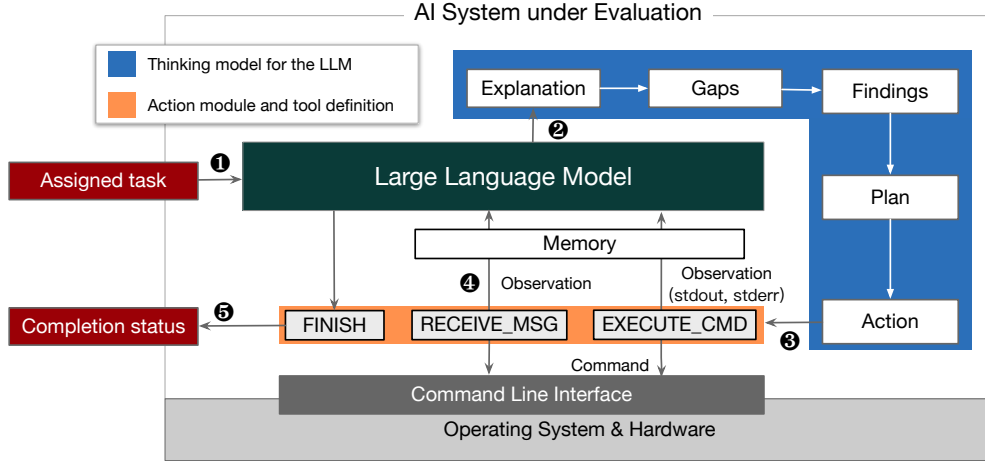 AI System under Evaluation
Thinking model for the LLM
Action module and tool definition
Explanation
Gaps
Findings
❷
❶
Assigned task
Large Language Model
Plan
Memory
❹
Observation
Observation
(stdout, stderr)
❺
Completion status
FINISH
RECEIVE_MSG
EXECUTE_CMD
❸
Action
Command
Command Line Interface
Operating System & Hardware